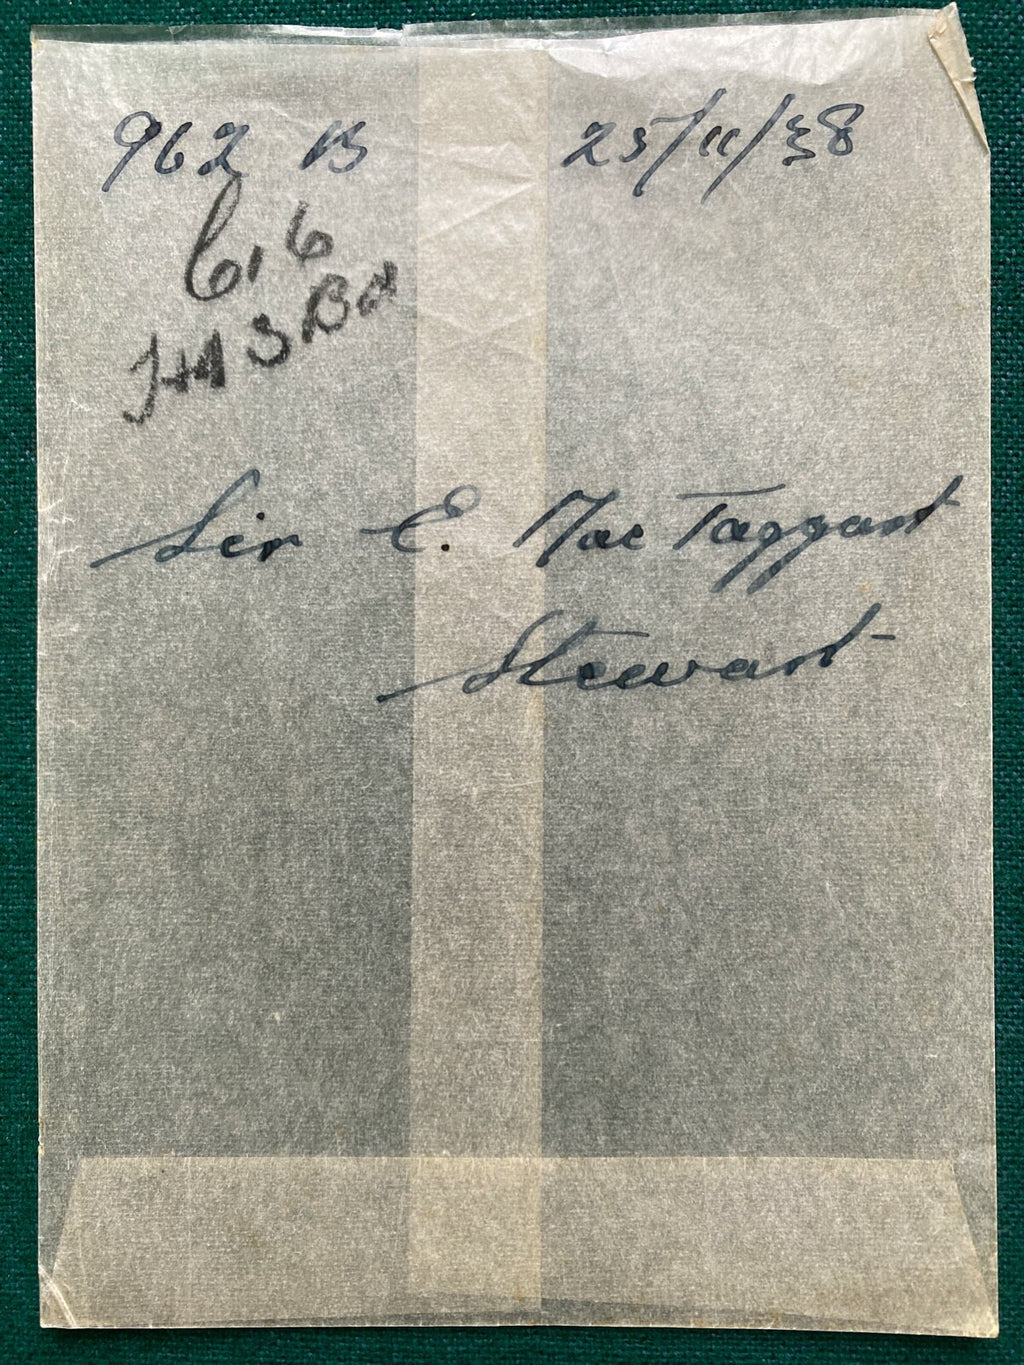 962 B 25/11/38
6.6
Sir E. MacTaggart
Stewart